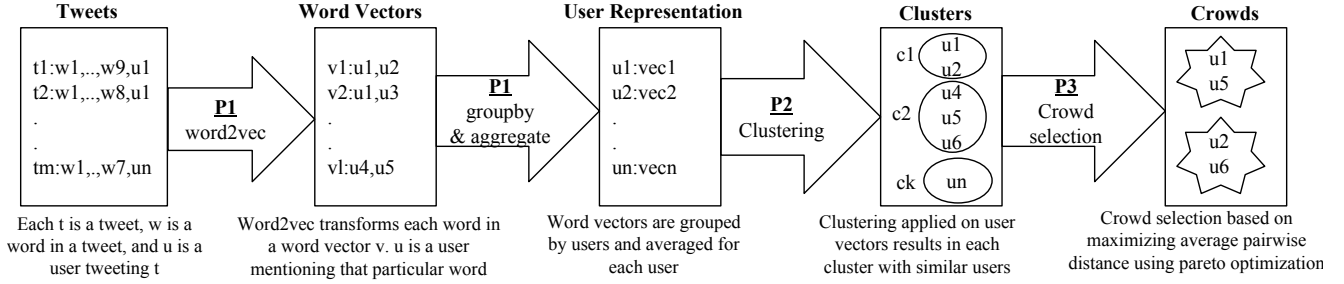 Tweets
t1:w1,..,w9,u1
t2:w1,..,w8,u1
.
.
tm:w1,.,w7,un
Each t is a tweet, w is a
word in a tweet, and u is a
user tweeting t
P1
word2vec
Word Vectors
v1:u1,u2
v2:u1,u3
.
.
vl:u4,u5
Word2vec transforms each word in
a word vector v. u is a user
mentioning that particular word
P1
groupby
& aggregate
User Representation
u1:vec1
u2:vec2
.
.
un:vecn
Word vectors are grouped
by users and averaged for
each user
P2
Clustering
Clusters
c1
u1
u2
c2
u4
u5
u6
ck
un
Clustering applied on user
vectors results in each
cluster with similar users
P3
Crowd
selection
Crowds
u1
u5
u2
u6
Crowd selection based on
maximizing average pairwise
distance using pareto optimization